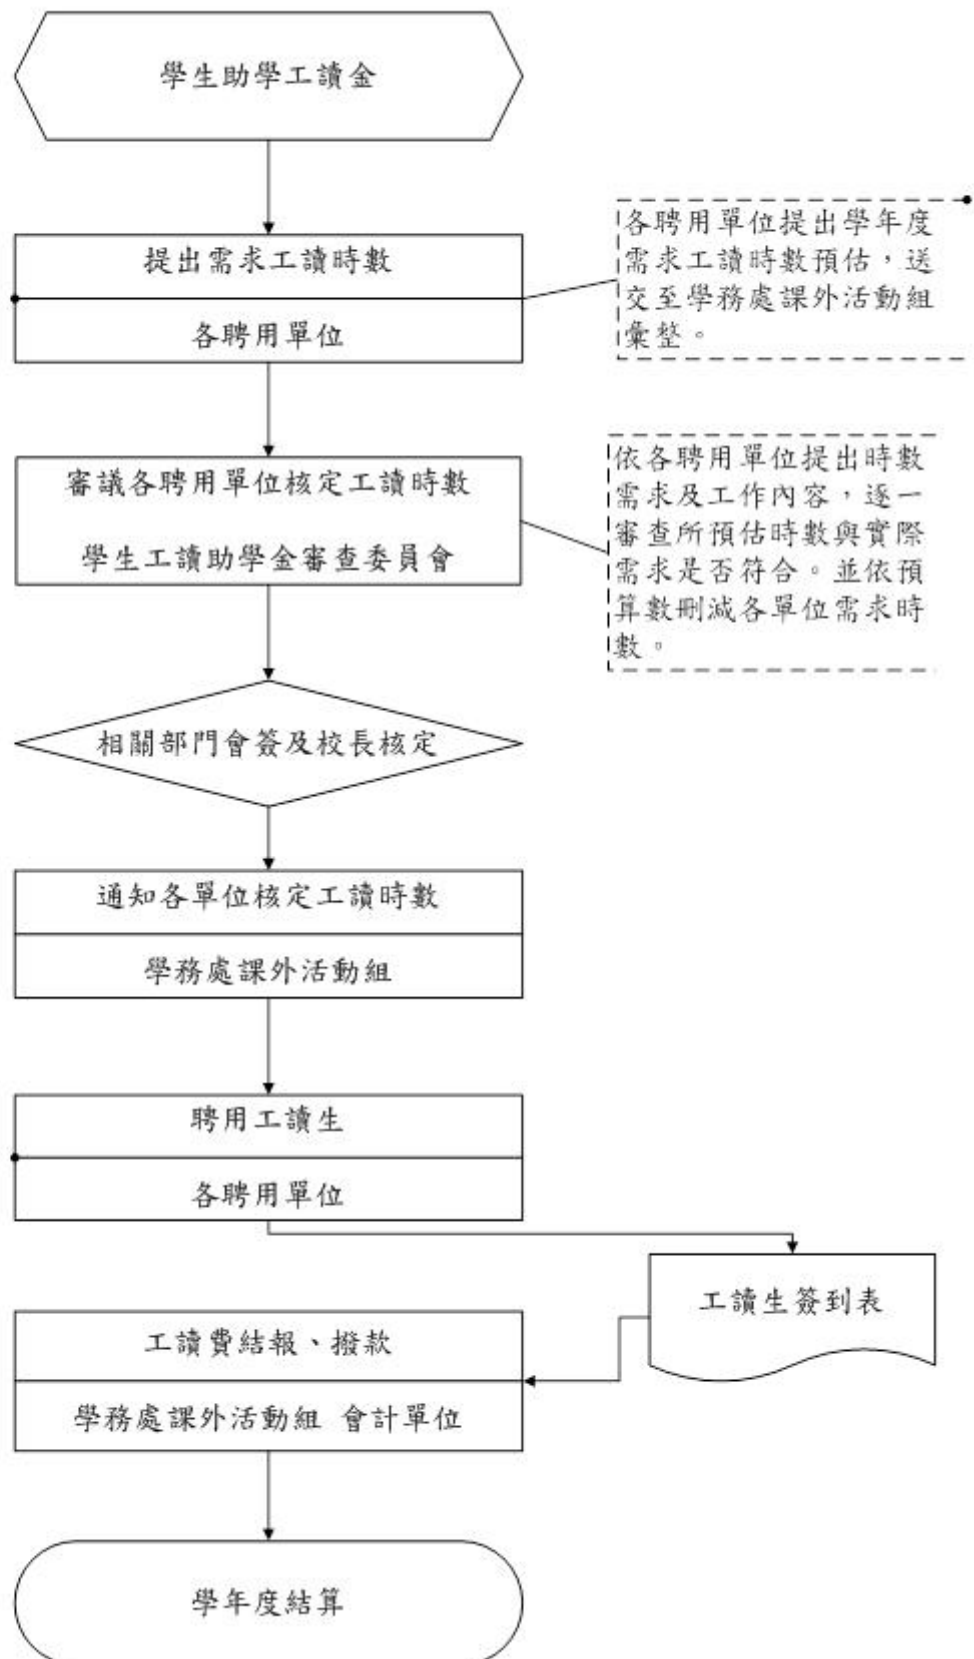 學生助學工讀金
提出需求工讀時數
各聘用單位
各聘用單位提出學年度
需求工讀時數預估，送
交至學務處課外活動組
彙整。
審議各聘用單位核定工讀時數
學生工讀助學金審查委員會
依各聘用單位提出時數
需求及工作內容，逐一
審查所預估時數與實際
需求是否符合。並依預
算數刪減各單位需求時
數。
相關部門會簽及校長核定
通知各單位核定工讀時數
學務處課外活動組
聘用工讀生
各聘用單位
工讀生簽到表
工讀費結報、撥款
學務處課外活動組 會計單位
學年度結算